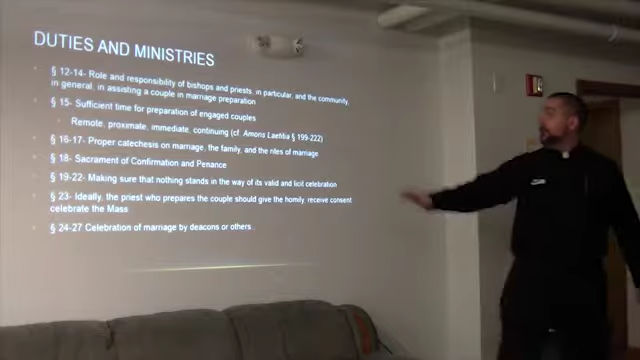 DUTIES AND MINISTRIES
§ 12-14- Role and responsibility of bishops and priests, in particular, and the community,
in general, in assisting a couple in marriage preparation
§ 15- Sufficient time for preparation of engaged couples
Remote, proximate, immediate, continuing (cf. Amoris Laetitia § 199-222)
§ 16-17- Proper catechesis on marriage, the family, and the rites of marriage
§ 18- Sacrament of Confirmation and Penance
§ 19-22- Making sure that nothing stands in the way of its valid and licit celebration
§ 23- Ideally, the priest who prepares the couple should give the homily, receive consent
celebrate the Mass
§ 24-27 Celebration of marriage by deacons or others